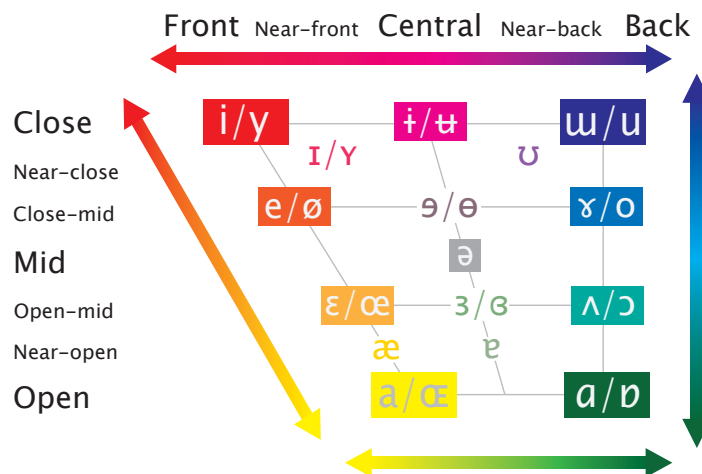 Front Near-front Central Near-back Back
Close i/y ɨ/ʉ ɯ/u
Near-close ɪ/ʏ ʊ
Close-mid e/ø ɘ/ɵ ɤ/o
Mid ə
Open-mid ɛ/œ ɜ/ɞ ʌ/ɔ
Near-open æ ɐ
Open a/ɶ ɑ/ɒ